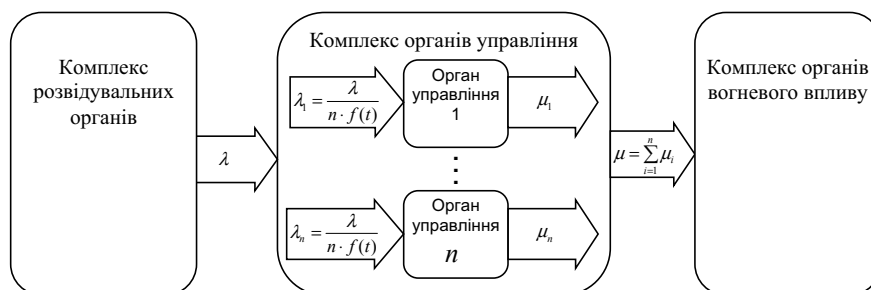 Комплекс
розвідувальних
органів
λ
Комплекс органів управління
λ₁ = λ / (n · f(t))
Орган
управління
1
μ₁
⋮
λₙ = λ / (n · f(t))
Орган
управління
n
μₙ
μ = ∑ᵢ₌₁ⁿ μᵢ
Комплекс органів
вогневого впливу